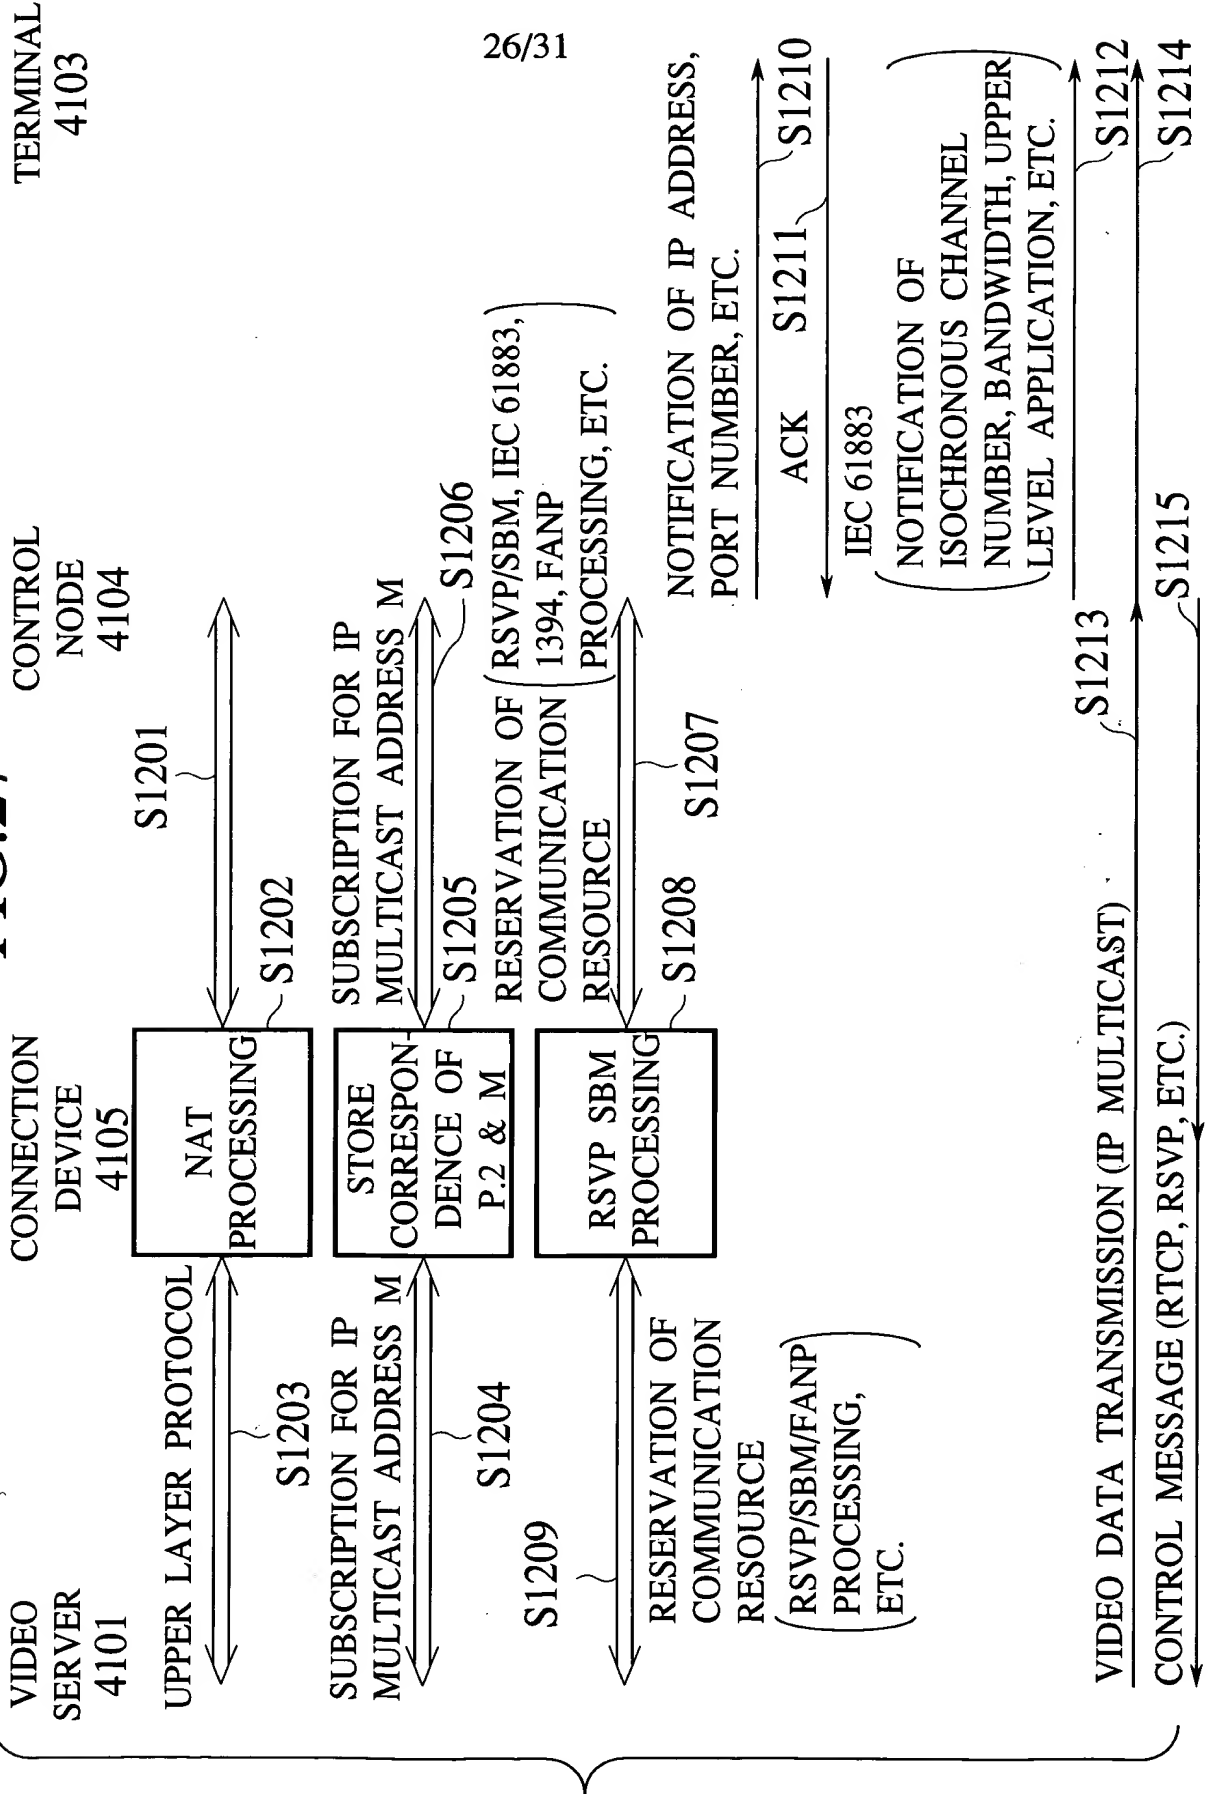 26/31
VIDEO
SERVER
4101
CONNECTION
DEVICE
4105
CONTROL
NODE
4104
TERMINAL
4103
UPPER LAYER PROTOCOL
S1203
NAT
PROCESSING
S1202
S1201
SUBSCRIPTION FOR IP
MULTICAST ADDRESS M
S1204
STORE
CORRESPON-
DENCE OF
P.2 & M
S1205
SUBSCRIPTION FOR IP
MULTICAST ADDRESS M
S1206
S1209
RESERVATION OF
COMMUNICATION
RESOURCE
RSVP/SBM/FANP
PROCESSING,
ETC.
RSVP SBM
PROCESSING
S1208
RESERVATION OF
COMMUNICATION
RESOURCE
RSVP/SBM, IEC 61883,
1394, FANP
PROCESSING, ETC.
S1207
NOTIFICATION OF IP ADDRESS,
PORT NUMBER, ETC.
S1210
ACK
S1211
IEC 61883
NOTIFICATION OF
ISOCHRONOUS CHANNEL
NUMBER, BANDWIDTH, UPPER
LEVEL APPLICATION, ETC.
S1212
VIDEO DATA TRANSMISSION (IP MULTICAST)
S1213
S1214
CONTROL MESSAGE (RTCP, RSVP, ETC.)
S1215